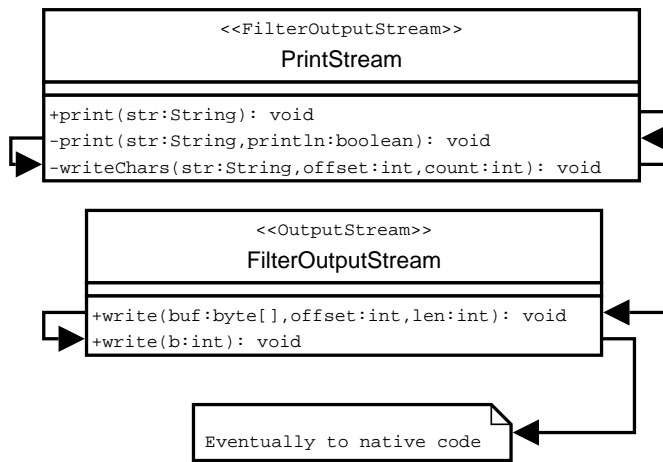 <<FilterOutputStream>>
PrintStream
+print(str:String): void
-print(str:String,println:boolean): void
-writeChars(str:String,offset:int,count:int): void
<<OutputStream>>
FilterOutputStream
+write(buf:byte[],offset:int,len:int): void
+write(b:int): void
Eventually to native code